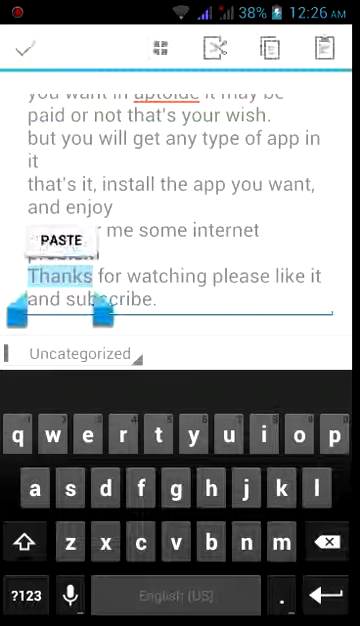 38% 12:26 AM
you want in aptoide it may be
paid or not that's your wish.
but you will get any type of app in
it
that's it, install the app you want,
and enjoy
r me some internet
PASTE
Thanks for watching please like it
and subscribe.
Uncategorized
q w e r t y u i o p
a s d f g h j k l
z x c v b n m
?123 English (US) .